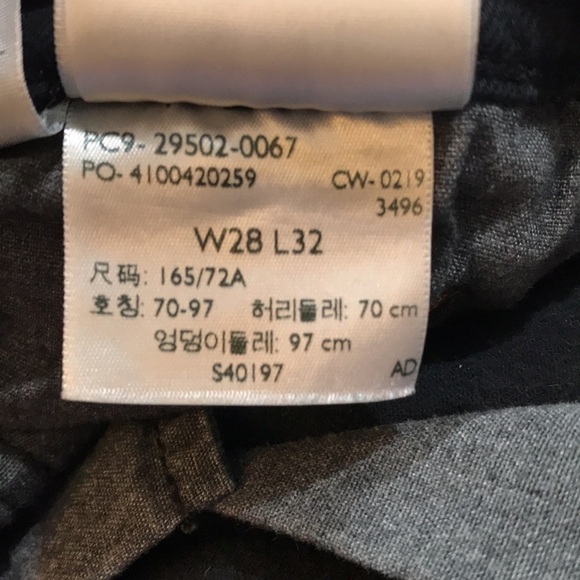 PC9- 29502-0067
PO- 4100420259 CW- 0219
3496
W28 L32
尺码: 165/72A
호칭: 70-97 허리둘레: 70 cm
엉덩이둘레: 97 cm
S40197 AD